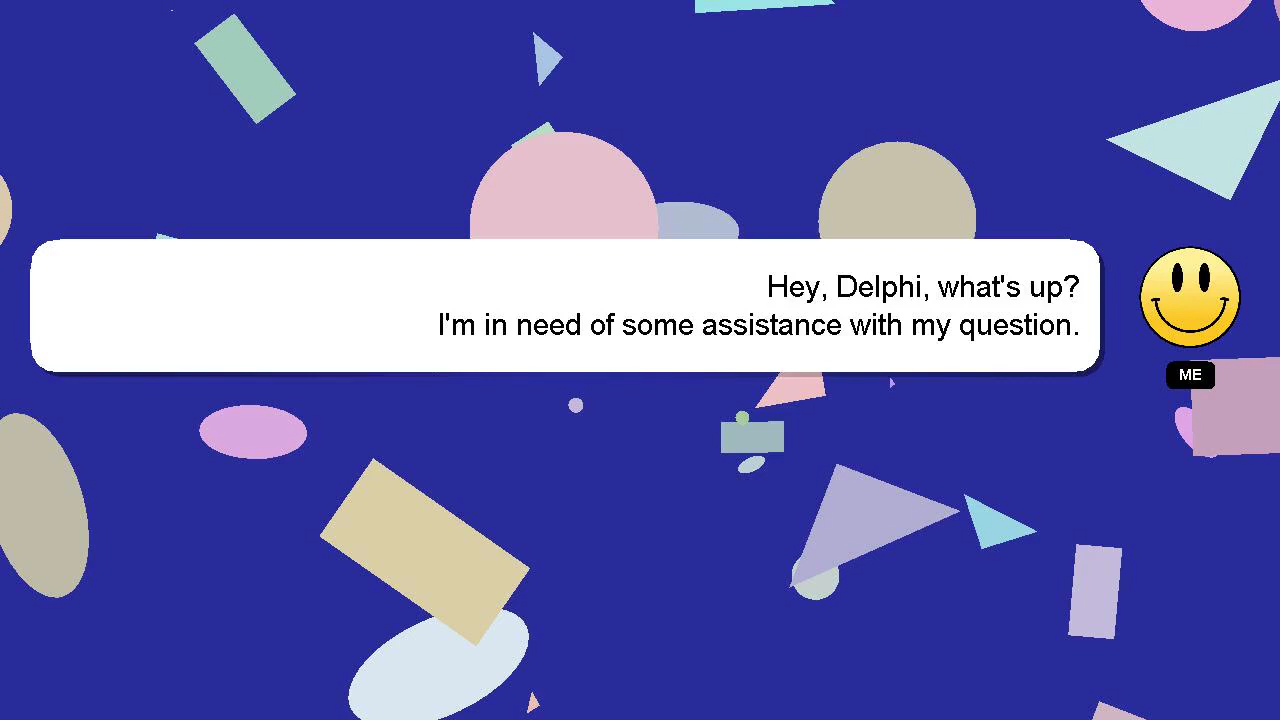 Hey, Delphi, what's up?
I'm in need of some assistance with my question.
ME